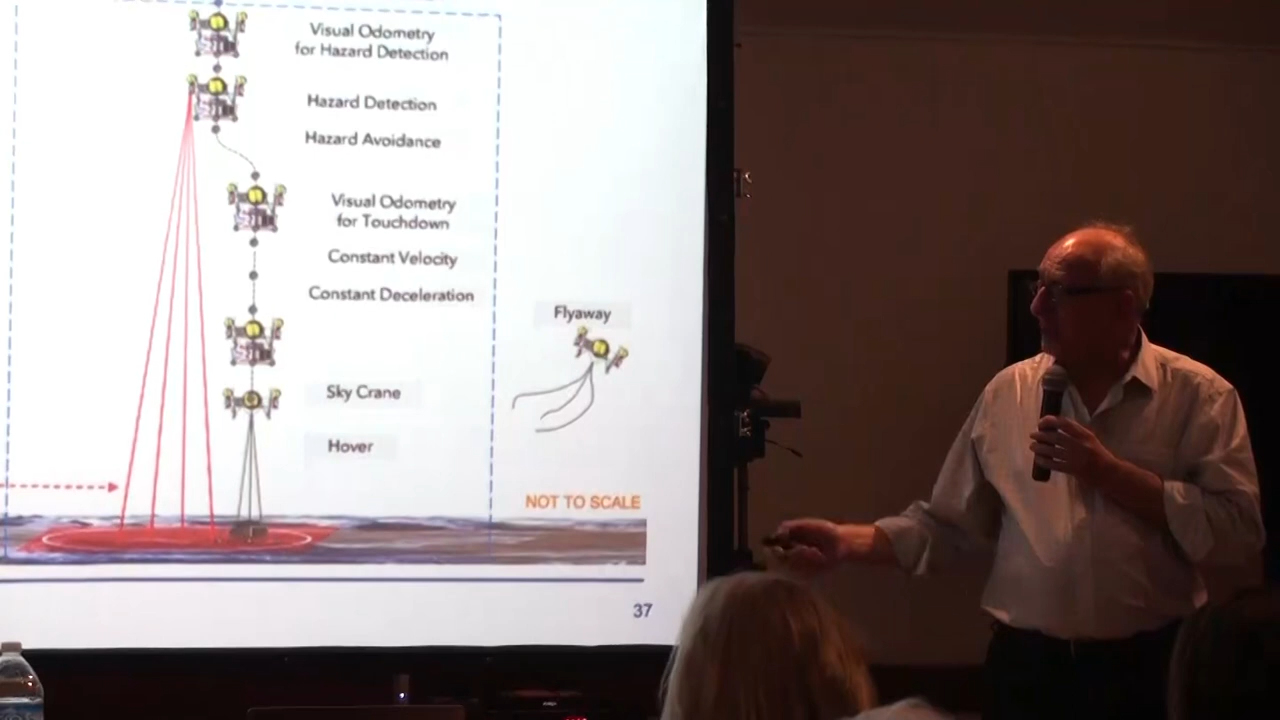 Visual Odometry
for Hazard Detection
Hazard Detection
Hazard Avoidance
Visual Odometry
for Touchdown
Constant Velocity
Constant Deceleration
Flyaway
Sky Crane
Hover
NOT TO SCALE
37